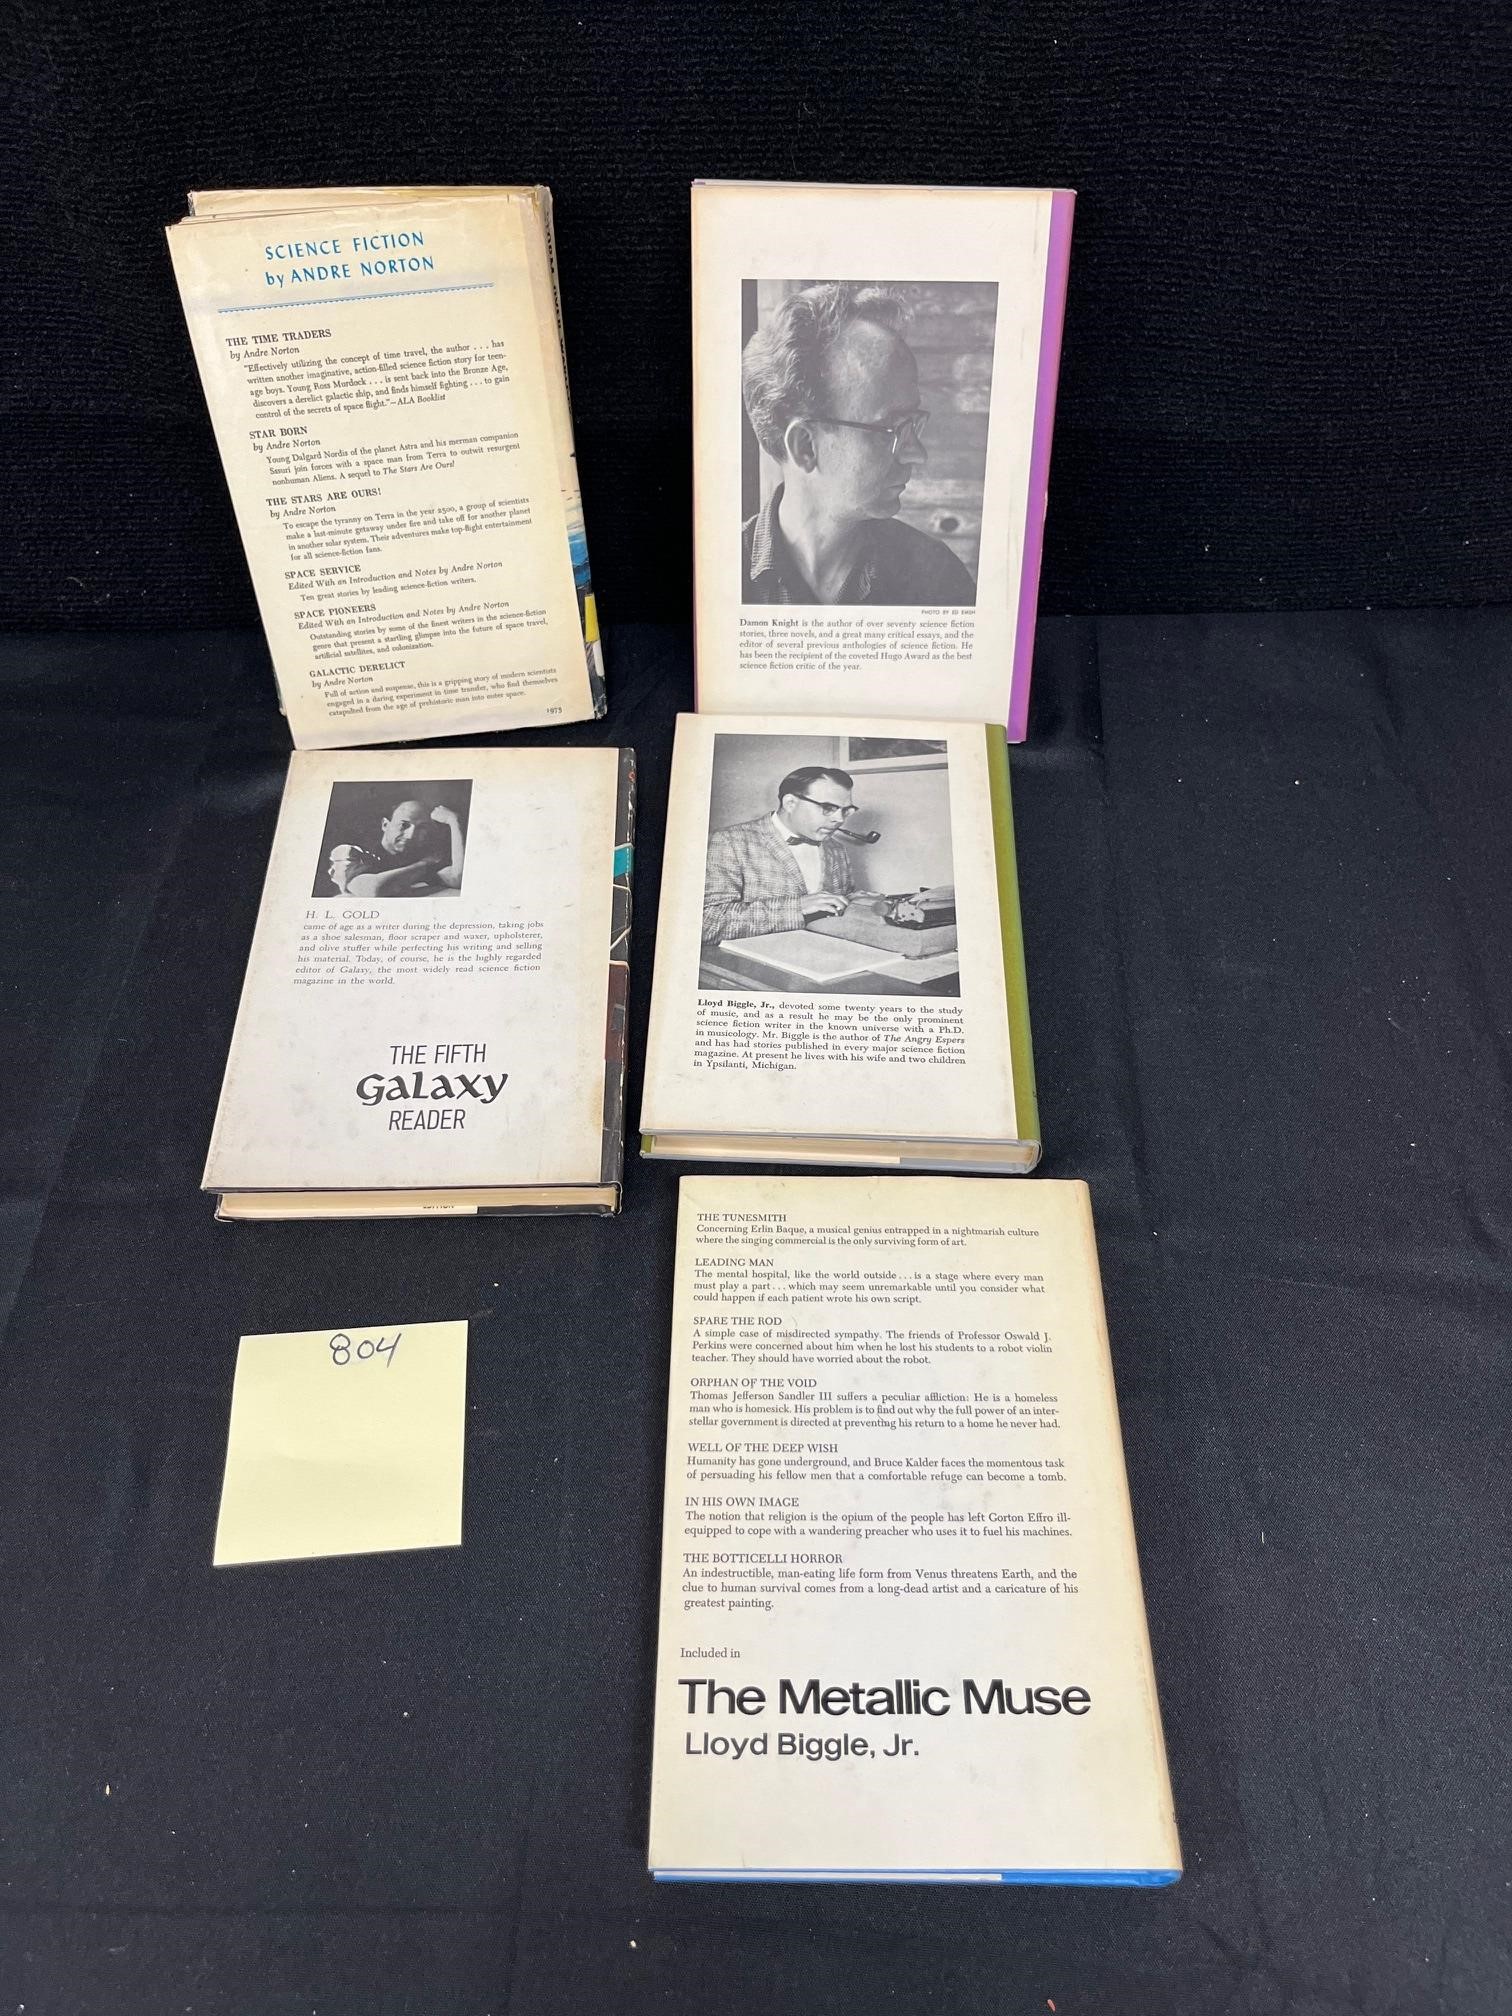 SCIENCE FICTION
by ANDRE NORTON
THE TIME TRADERS
by Andre Norton
"Effectively utilizing the concept of time travel, the author . . . has
written another imaginative, action-filled science fiction story for teen-
age boys. Young Ross Murdock . . . is sent back into the Bronze Age,
discovers a derelict galactic ship, and finds himself fighting . . . to gain
control of the secrets of space flight."—ALA Booklist
STAR BORN
by Andre Norton
Young Dalgard Nordis of the planet Astra and his merman companion
Sssuri join forces with a space man from Terra to outwit resurgent
nonhuman Aliens. A sequel to The Stars Are Ours!
THE STARS ARE OURS!
by Andre Norton
To escape the tyranny on Terra in the year 2500, a group of scientists
make a last-minute getaway under fire and take off for another planet
in another solar system. Their adventures make top-flight entertainment
for all science-fiction fans.
SPACE SERVICE
Edited With an Introduction and Notes by Andre Norton
Ten great stories by leading science-fiction writers.
SPACE PIONEERS
Edited With an Introduction and Notes by Andre Norton
Outstanding stories by some of the finest writers in the science-fiction
genre that present a startling glimpse into the future of space travel,
artificial satellites, and colonization.
GALACTIC DERELICT
by Andre Norton
Full of action and suspense, this is a gripping story of modern scientists
engaged in a daring experiment in time transfer, who find themselves
catapulted from the age of prehistoric man into outer space.
1973
PHOTO BY ED EMSH
Damon Knight is the author of over seventy science fiction
stories, three novels, and a great many critical essays, and the
editor of several previous anthologies of science fiction. He
has been the recipient of the coveted Hugo Award as the best
science fiction critic of the year.
H. L. GOLD
came of age as a writer during the depression, taking jobs
as a shoe salesman, floor scraper and waxer, upholsterer,
and olive stuffer while perfecting his writing and selling
his material. Today, of course, he is the highly regarded
editor of Galaxy, the most widely read science fiction
magazine in the world.
THE FIFTH
GALAXY
READER
EDITION
Lloyd Biggle, Jr., devoted some twenty years to the study
of music, and as a result he may be the only prominent
science fiction writer in the known universe with a Ph.D.
in musicology. Mr. Biggle is the author of The Angry Espers
and has had stories published in every major science fiction
magazine. At present he lives with his wife and two children
in Ypsilanti, Michigan.
804
THE TUNESMITH
Concerning Erlin Baque, a musical genius entrapped in a nightmarish culture
where the singing commercial is the only surviving form of art.
LEADING MAN
The mental hospital, like the world outside . . . is a stage where every man
must play a part . . . which may seem unremarkable until you consider what
could happen if each patient wrote his own script.
SPARE THE ROD
A simple case of misdirected sympathy. The friends of Professor Oswald J.
Perkins were concerned about him when he lost his students to a robot violin
teacher. They should have worried about the robot.
ORPHAN OF THE VOID
Thomas Jefferson Sandler III suffers a peculiar affliction: He is a homeless
man who is homesick. His problem is to find out why the full power of an inter-
stellar government is directed at preventing his return to a home he never had.
WELL OF THE DEEP WISH
Humanity has gone underground, and Bruce Kalder faces the momentous task
of persuading his fellow men that a comfortable refuge can become a tomb.
IN HIS OWN IMAGE
The notion that religion is the opium of the people has left Gorton Effro ill-
equipped to cope with a wandering preacher who uses it to fuel his machines.
THE BOTTICELLI HORROR
An indestructible, man-eating life form from Venus threatens Earth, and the
clue to human survival comes from a long-dead artist and a caricature of his
greatest painting.
Included in
The Metallic Muse
Lloyd Biggle, Jr.